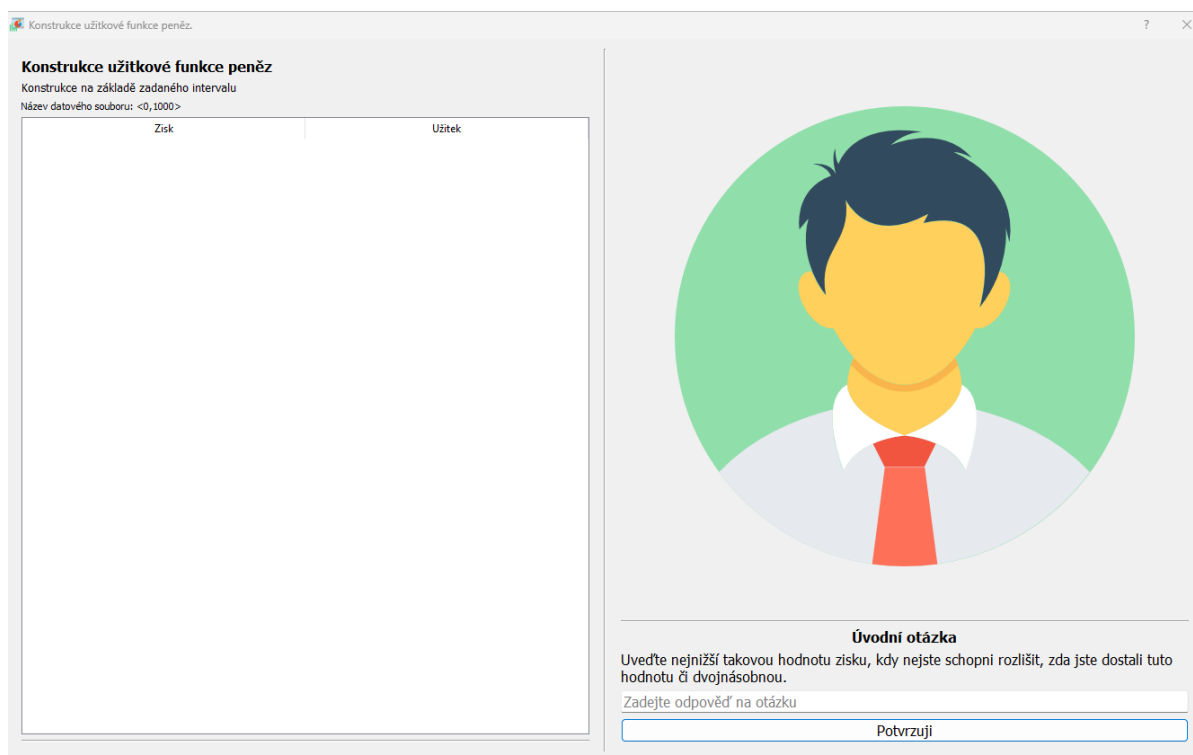 Konstrukce užitkové funkce peněz.
?
Konstrukce užitkové funkce peněz
Konstrukce na základě zadaného intervalu
Název datového souboru: <0,1000>
Zisk Užitek
Úvodní otázka
Uveďte nejnižší takovou hodnotu zisku, kdy nejste schopni rozlišit, zda jste dostali tuto
hodnotu či dvojnásobnou.
Zadejte odpověď na otázku
Potvrzuji